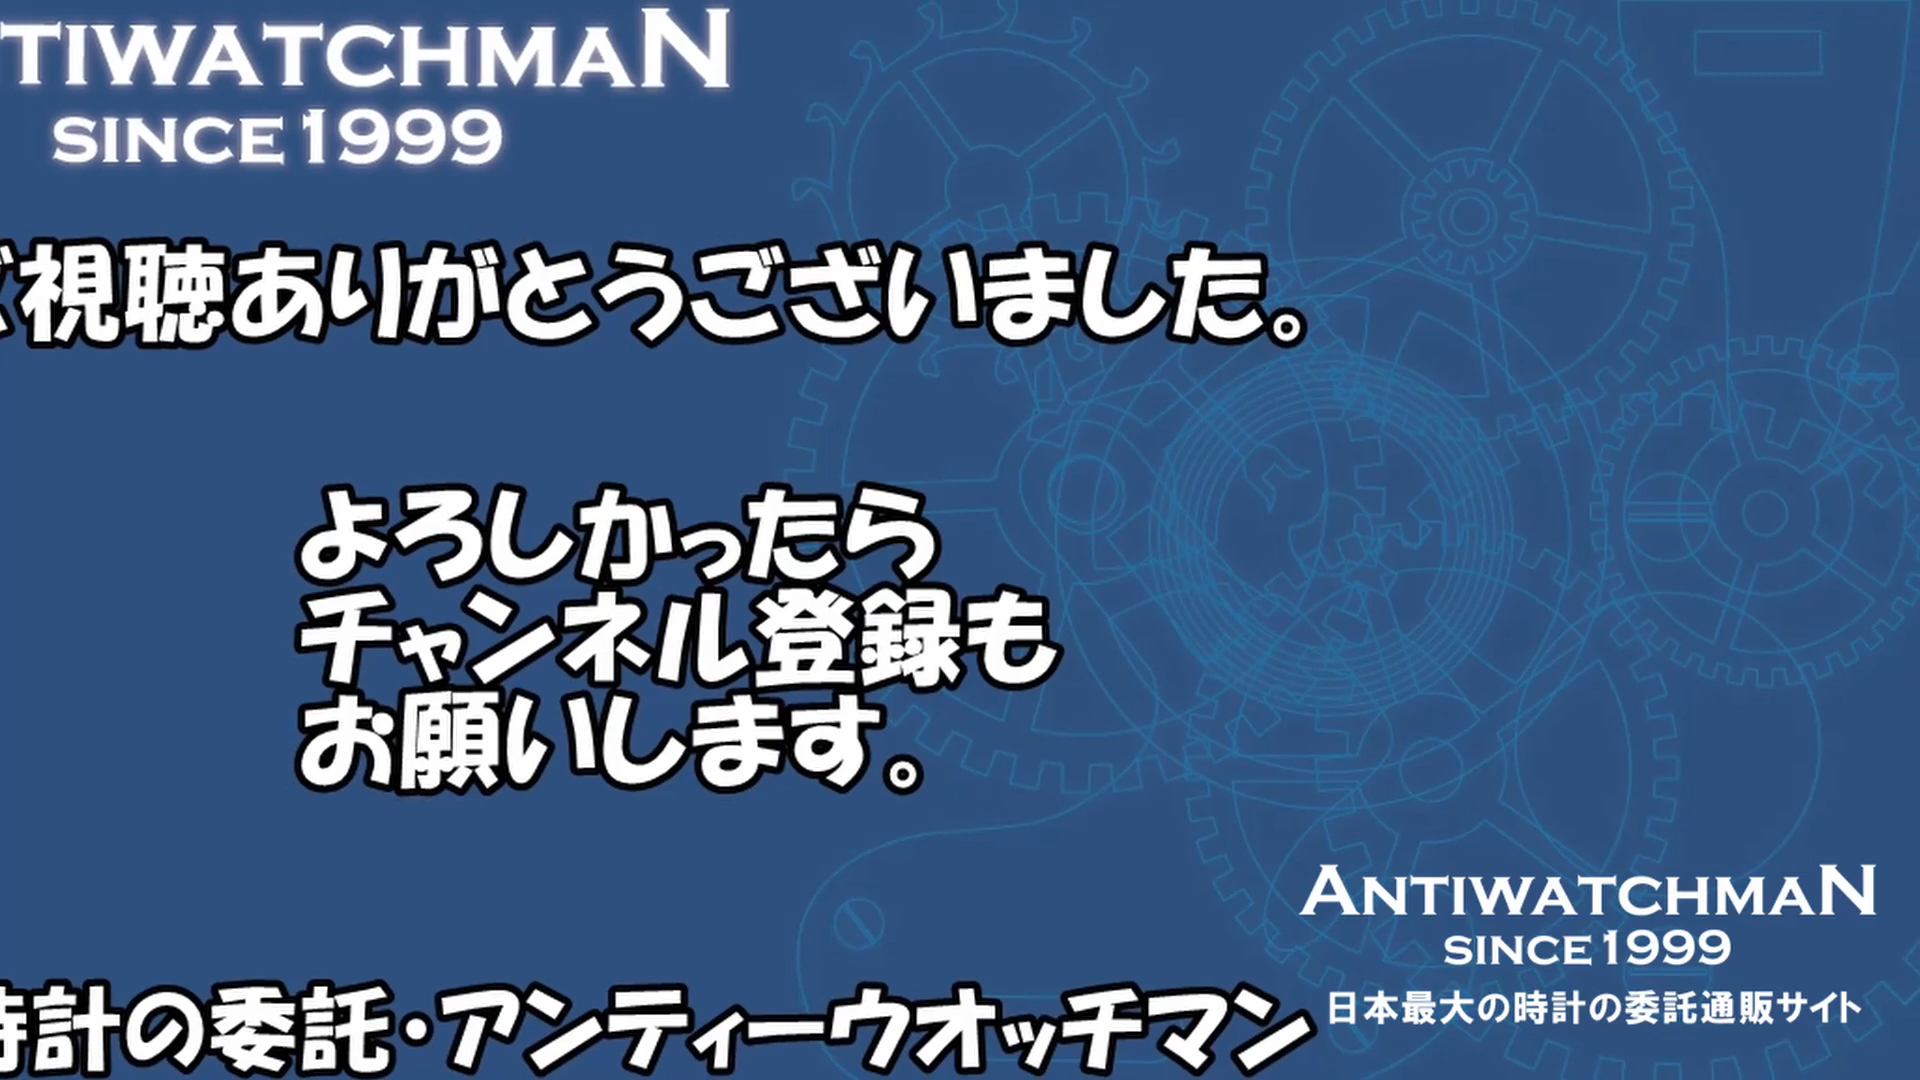 TIWATCHMAN
SINCE 1999
ご視聴ありがとうございました。
よろしかったら
チャンネル登録も
お願いします。
時計の委託・アンティーウオッチマン
ANTIWATCHMAN
SINCE 1999
日本最大の時計の委託通販サイト